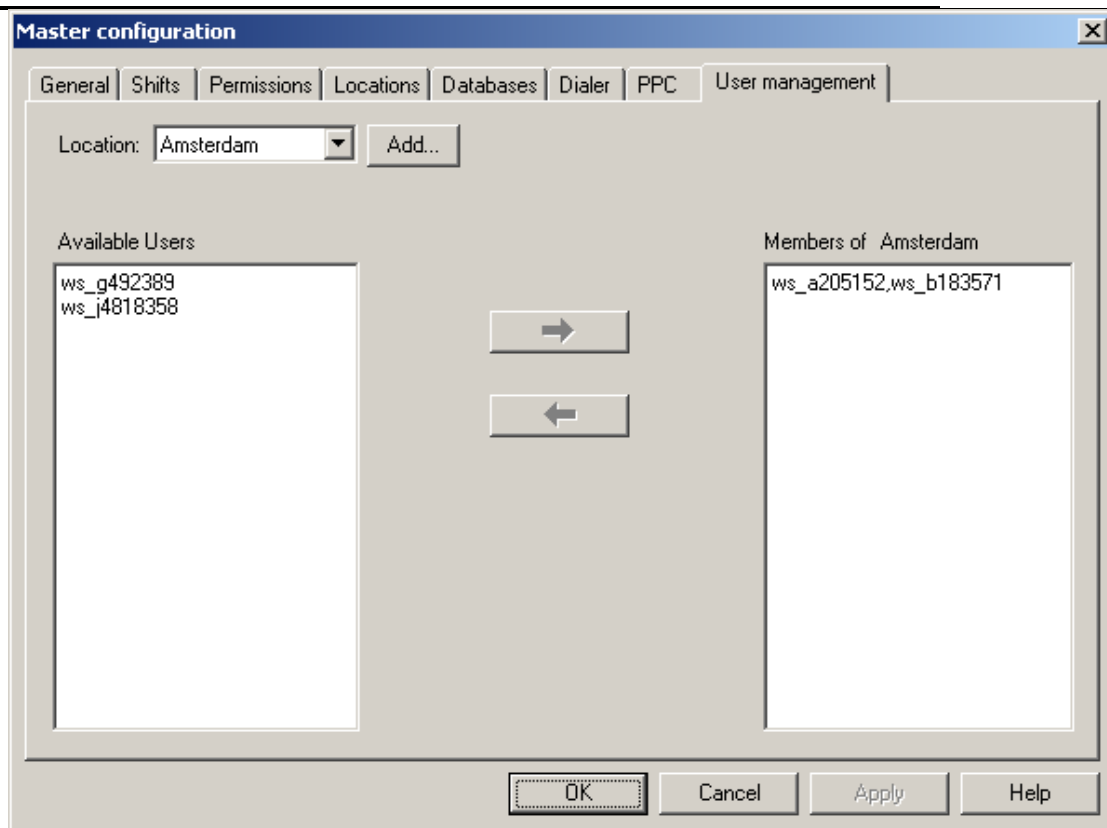 Master configuration
General Shifts Permissions Locations Databases Dialer PPC User management
Location: Amsterdam Add...
Available Users Members of Amsterdam
ws_g492389 ws_a205152,ws_b183571
ws_j4818358
OK Cancel Apply Help